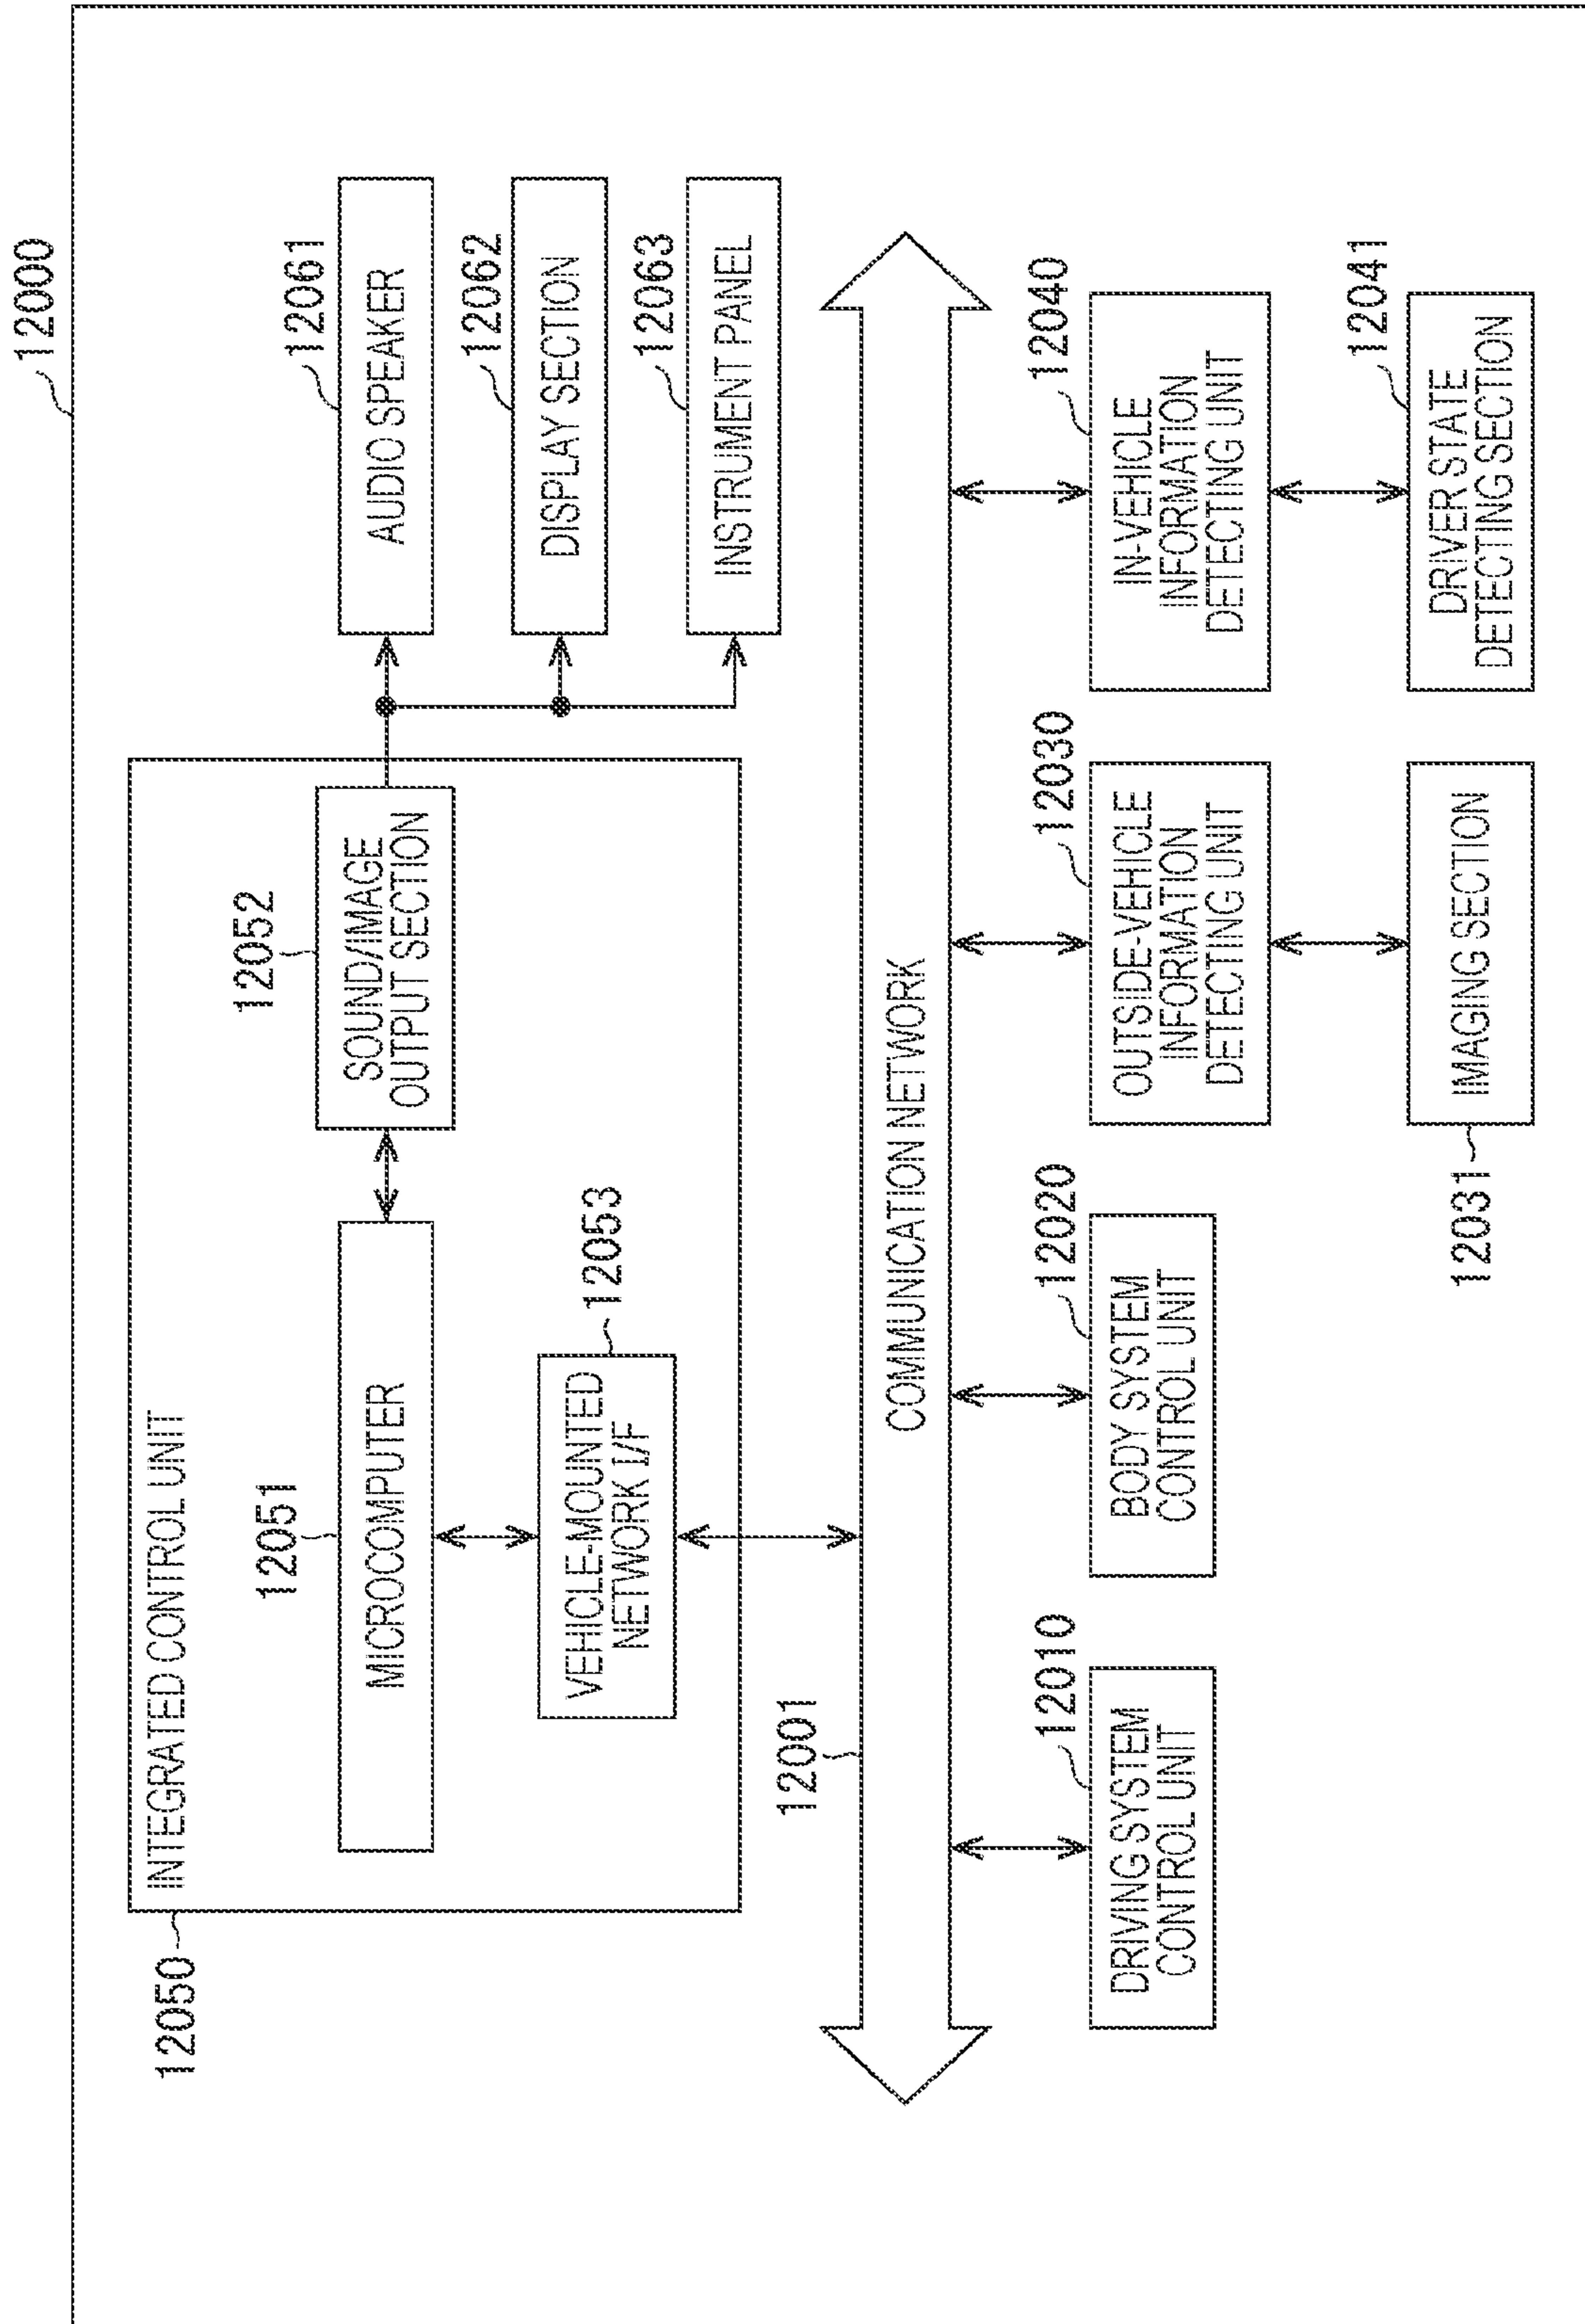 12000
12050
INTEGRATED CONTROL UNIT
12051
MICROCOMPUTER
12052
SOUND/IMAGE
OUTPUT SECTION
12053
VEHICLE-MOUNTED
NETWORK I/F
12061
AUDIO SPEAKER
12062
DISPLAY SECTION
12063
INSTRUMENT PANEL
12001
COMMUNICATION NETWORK
12010
DRIVING SYSTEM
CONTROL UNIT
12020
BODY SYSTEM
CONTROL UNIT
12030
OUTSIDE-VEHICLE
INFORMATION
DETECTING UNIT
12040
IN-VEHICLE
INFORMATION
DETECTING UNIT
12031
IMAGING SECTION
12041
DRIVER STATE
DETECTING SECTION